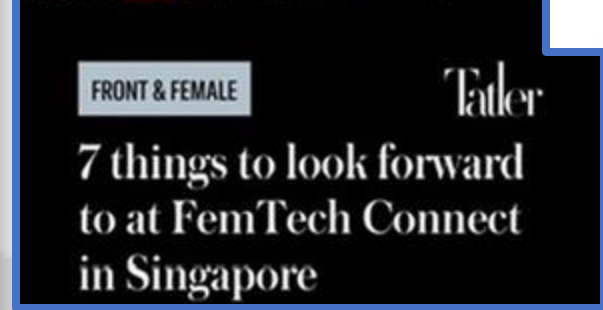 FRONT & FEMALE
Tatler
7 things to look forward
to at FemTech Connect
in Singapore